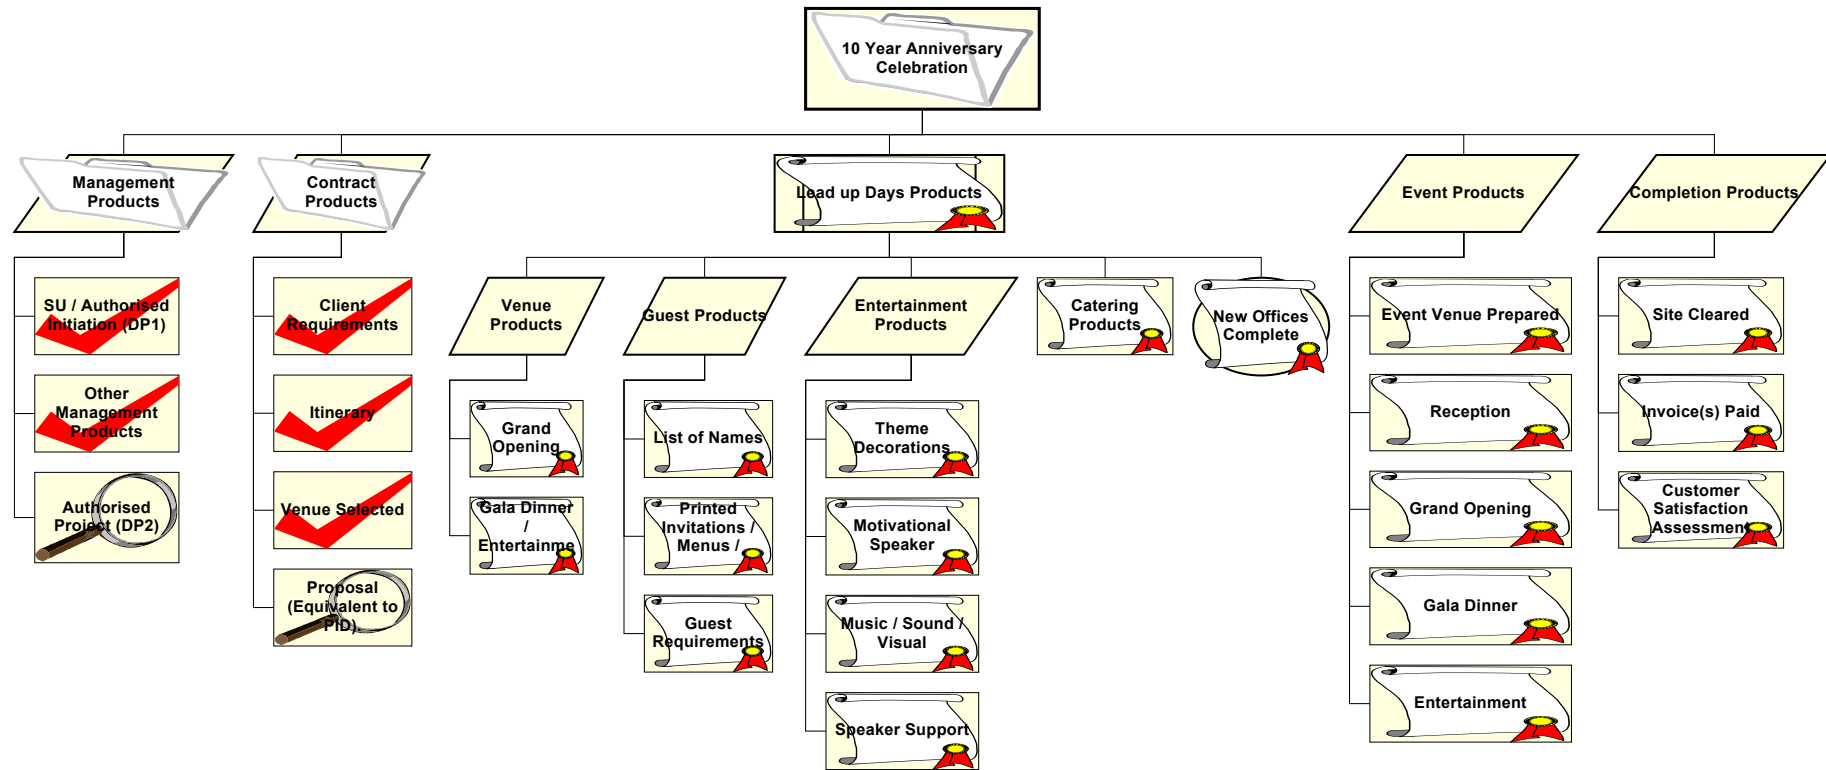 10 Year Anniversary
Celebration
Management
Products
Contract
Products
Lead up Days Products
Event Products
Completion Products
SU / Authorised
Initiation (DP1)
Other
Management
Products
Authorised
Project (DP2)
Client
Requirements
Itinerary
Venue Selected
Proposal
(Equivalent to
PID).
Venue
Products
Grand
Opening
Gala Dinner
/
Entertainme
Guest Products
List of Names
Printed
Invitations /
Menus /
Guest
Requirements
Entertainment
Products
Theme
Decorations
Motivational
Speaker
Music / Sound /
Visual
Speaker Support
Catering
Products
New Offices
Complete
Event Venue Prepared
Reception
Grand Opening
Gala Dinner
Entertainment
Site Cleared
Invoice(s) Paid
Customer
Satisfaction
Assessment